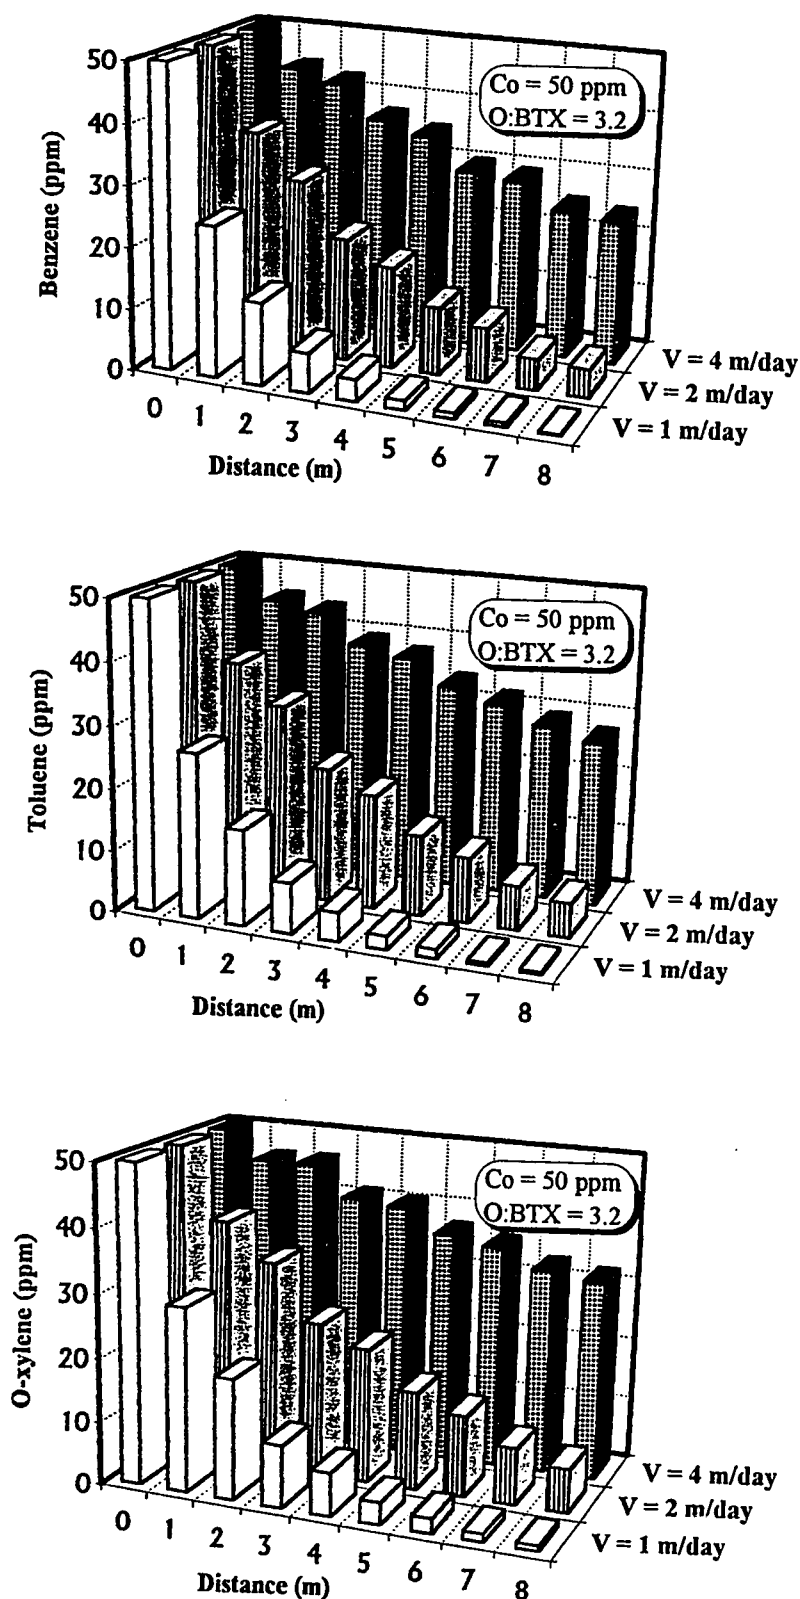 50
40
30
20
10
0
Benzene (ppm)
Co = 50 ppm
O:BTX = 3.2
0 1 2 3 4 5 6 7 8
Distance (m)
V = 4 m/day
V = 2 m/day
V = 1 m/day
50
40
30
20
10
0
Toluene (ppm)
Co = 50 ppm
O:BTX = 3.2
0 1 2 3 4 5 6 7 8
Distance (m)
V = 4 m/day
V = 2 m/day
V = 1 m/day
50
40
30
20
10
0
O-xylene (ppm)
Co = 50 ppm
O:BTX = 3.2
0 1 2 3 4 5 6 7 8
Distance (m)
V = 4 m/day
V = 2 m/day
V = 1 m/day